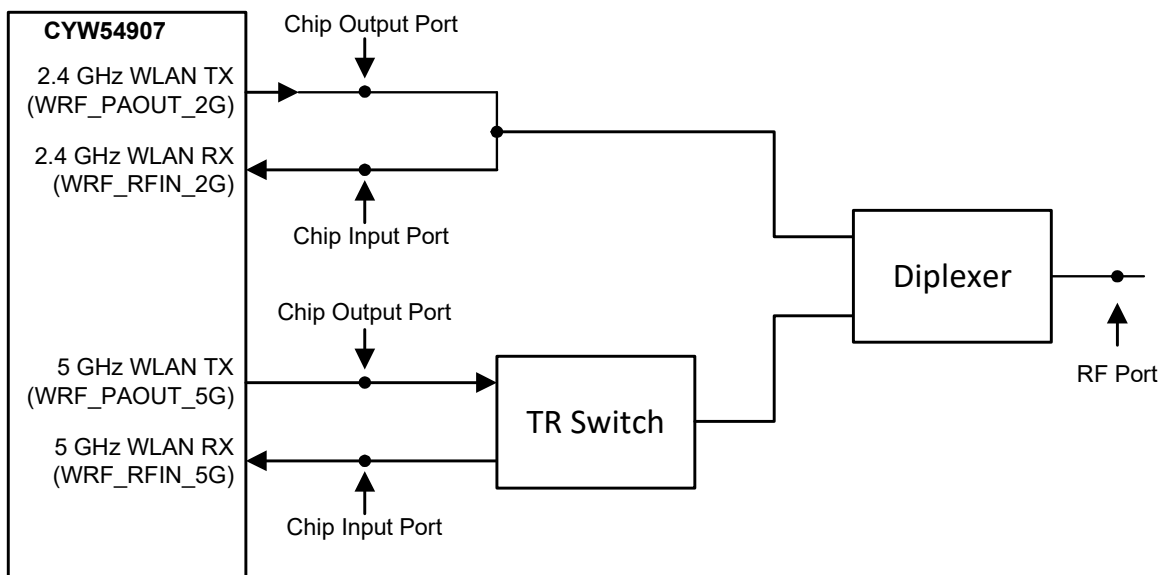 CYW54907
Chip Output Port
2.4 GHz WLAN TX
(WRF_PAOUT_2G)
2.4 GHz WLAN RX
(WRF_RFIN_2G)
Chip Input Port
Diplexer
Chip Output Port
RF Port
5 GHz WLAN TX
(WRF_PAOUT_5G)
TR Switch
5 GHz WLAN RX
(WRF_RFIN_5G)
Chip Input Port